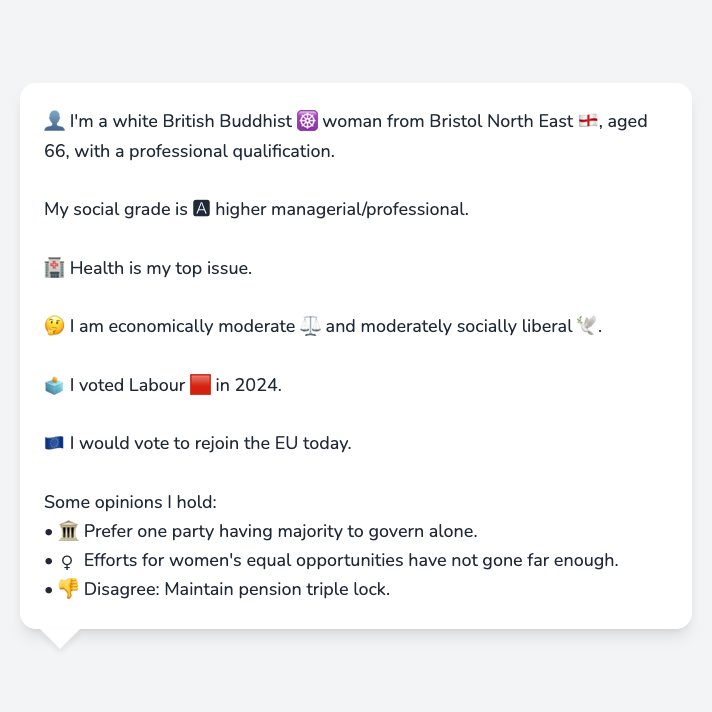 👤 I'm a white British Buddhist ☸️ woman from Bristol North East 🏴󠁧󠁢󠁥󠁮󠁧󠁿, aged
66, with a professional qualification.
My social grade is 🅰 higher managerial/professional.
🏥 Health is my top issue.
🤔 I am economically moderate ⚖️ and moderately socially liberal 🕊️.
🗳️ I voted Labour 🟥 in 2024.
🇪🇺 I would vote to rejoin the EU today.
Some opinions I hold:
• 🏛️ Prefer one party having majority to govern alone.
• ♀ Efforts for women's equal opportunities have not gone far enough.
• 👎 Disagree: Maintain pension triple lock.